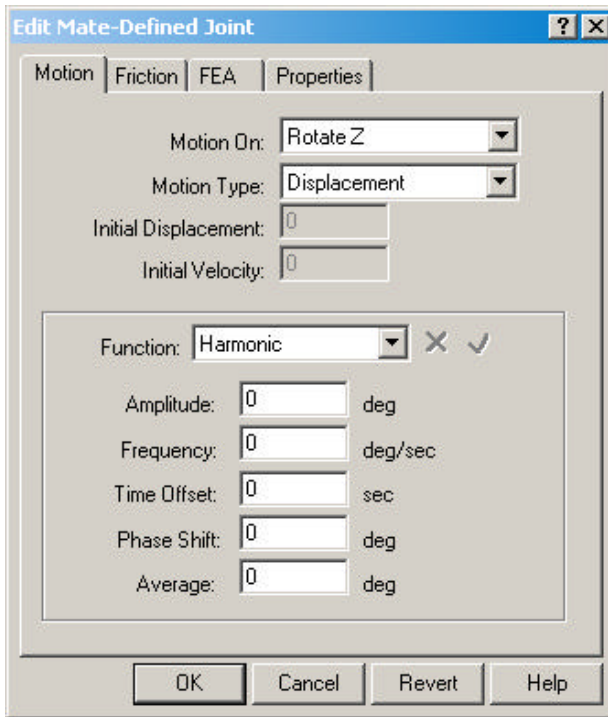 Edit Mate-Defined Joint ?
Motion Friction FEA Properties
Motion On: Rotate Z
Motion Type: Displacement
Initial Displacement: 0
Initial Velocity: 0
Function: Harmonic
Amplitude: 0 deg
Frequency: 0 deg/sec
Time Offset: 0 sec
Phase Shift: 0 deg
Average: 0 deg
OK Cancel Revert Help